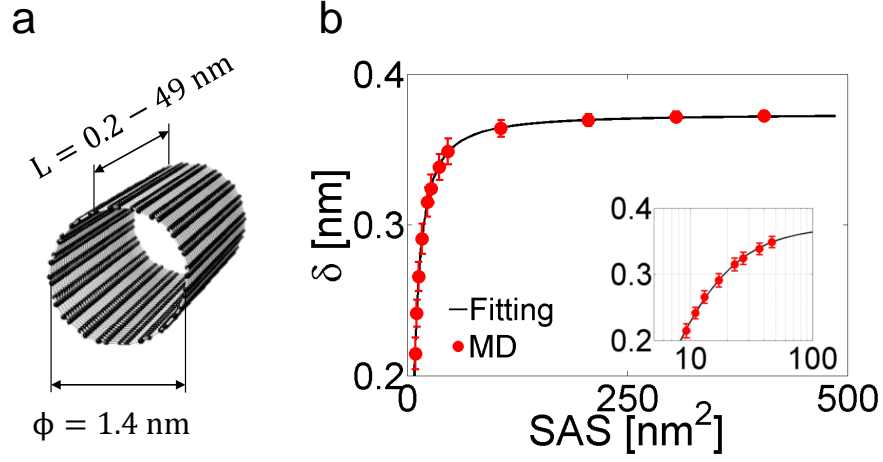 a
L = 0.2 − 49 nm
ϕ = 1.4 nm
b
δ [nm]
0.4
0.3
0.2
0
250
500
SAS [nm²]
Fitting
MD
0.4
0.3
0.2
10
100